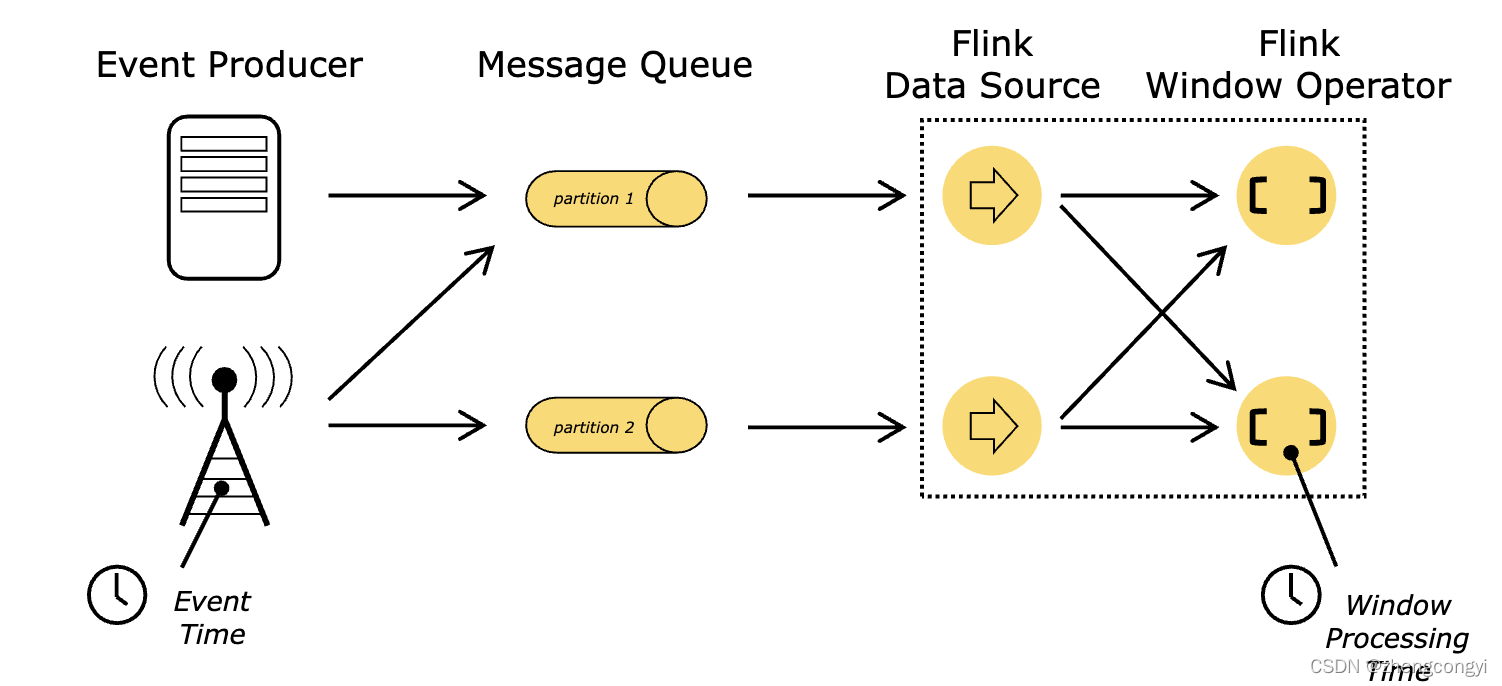 Event Producer
Message Queue
Flink
Data Source
Flink
Window Operator
partition 1
partition 2
Event
Time
Window
Processing
Time
CSDN @zhengcongyi